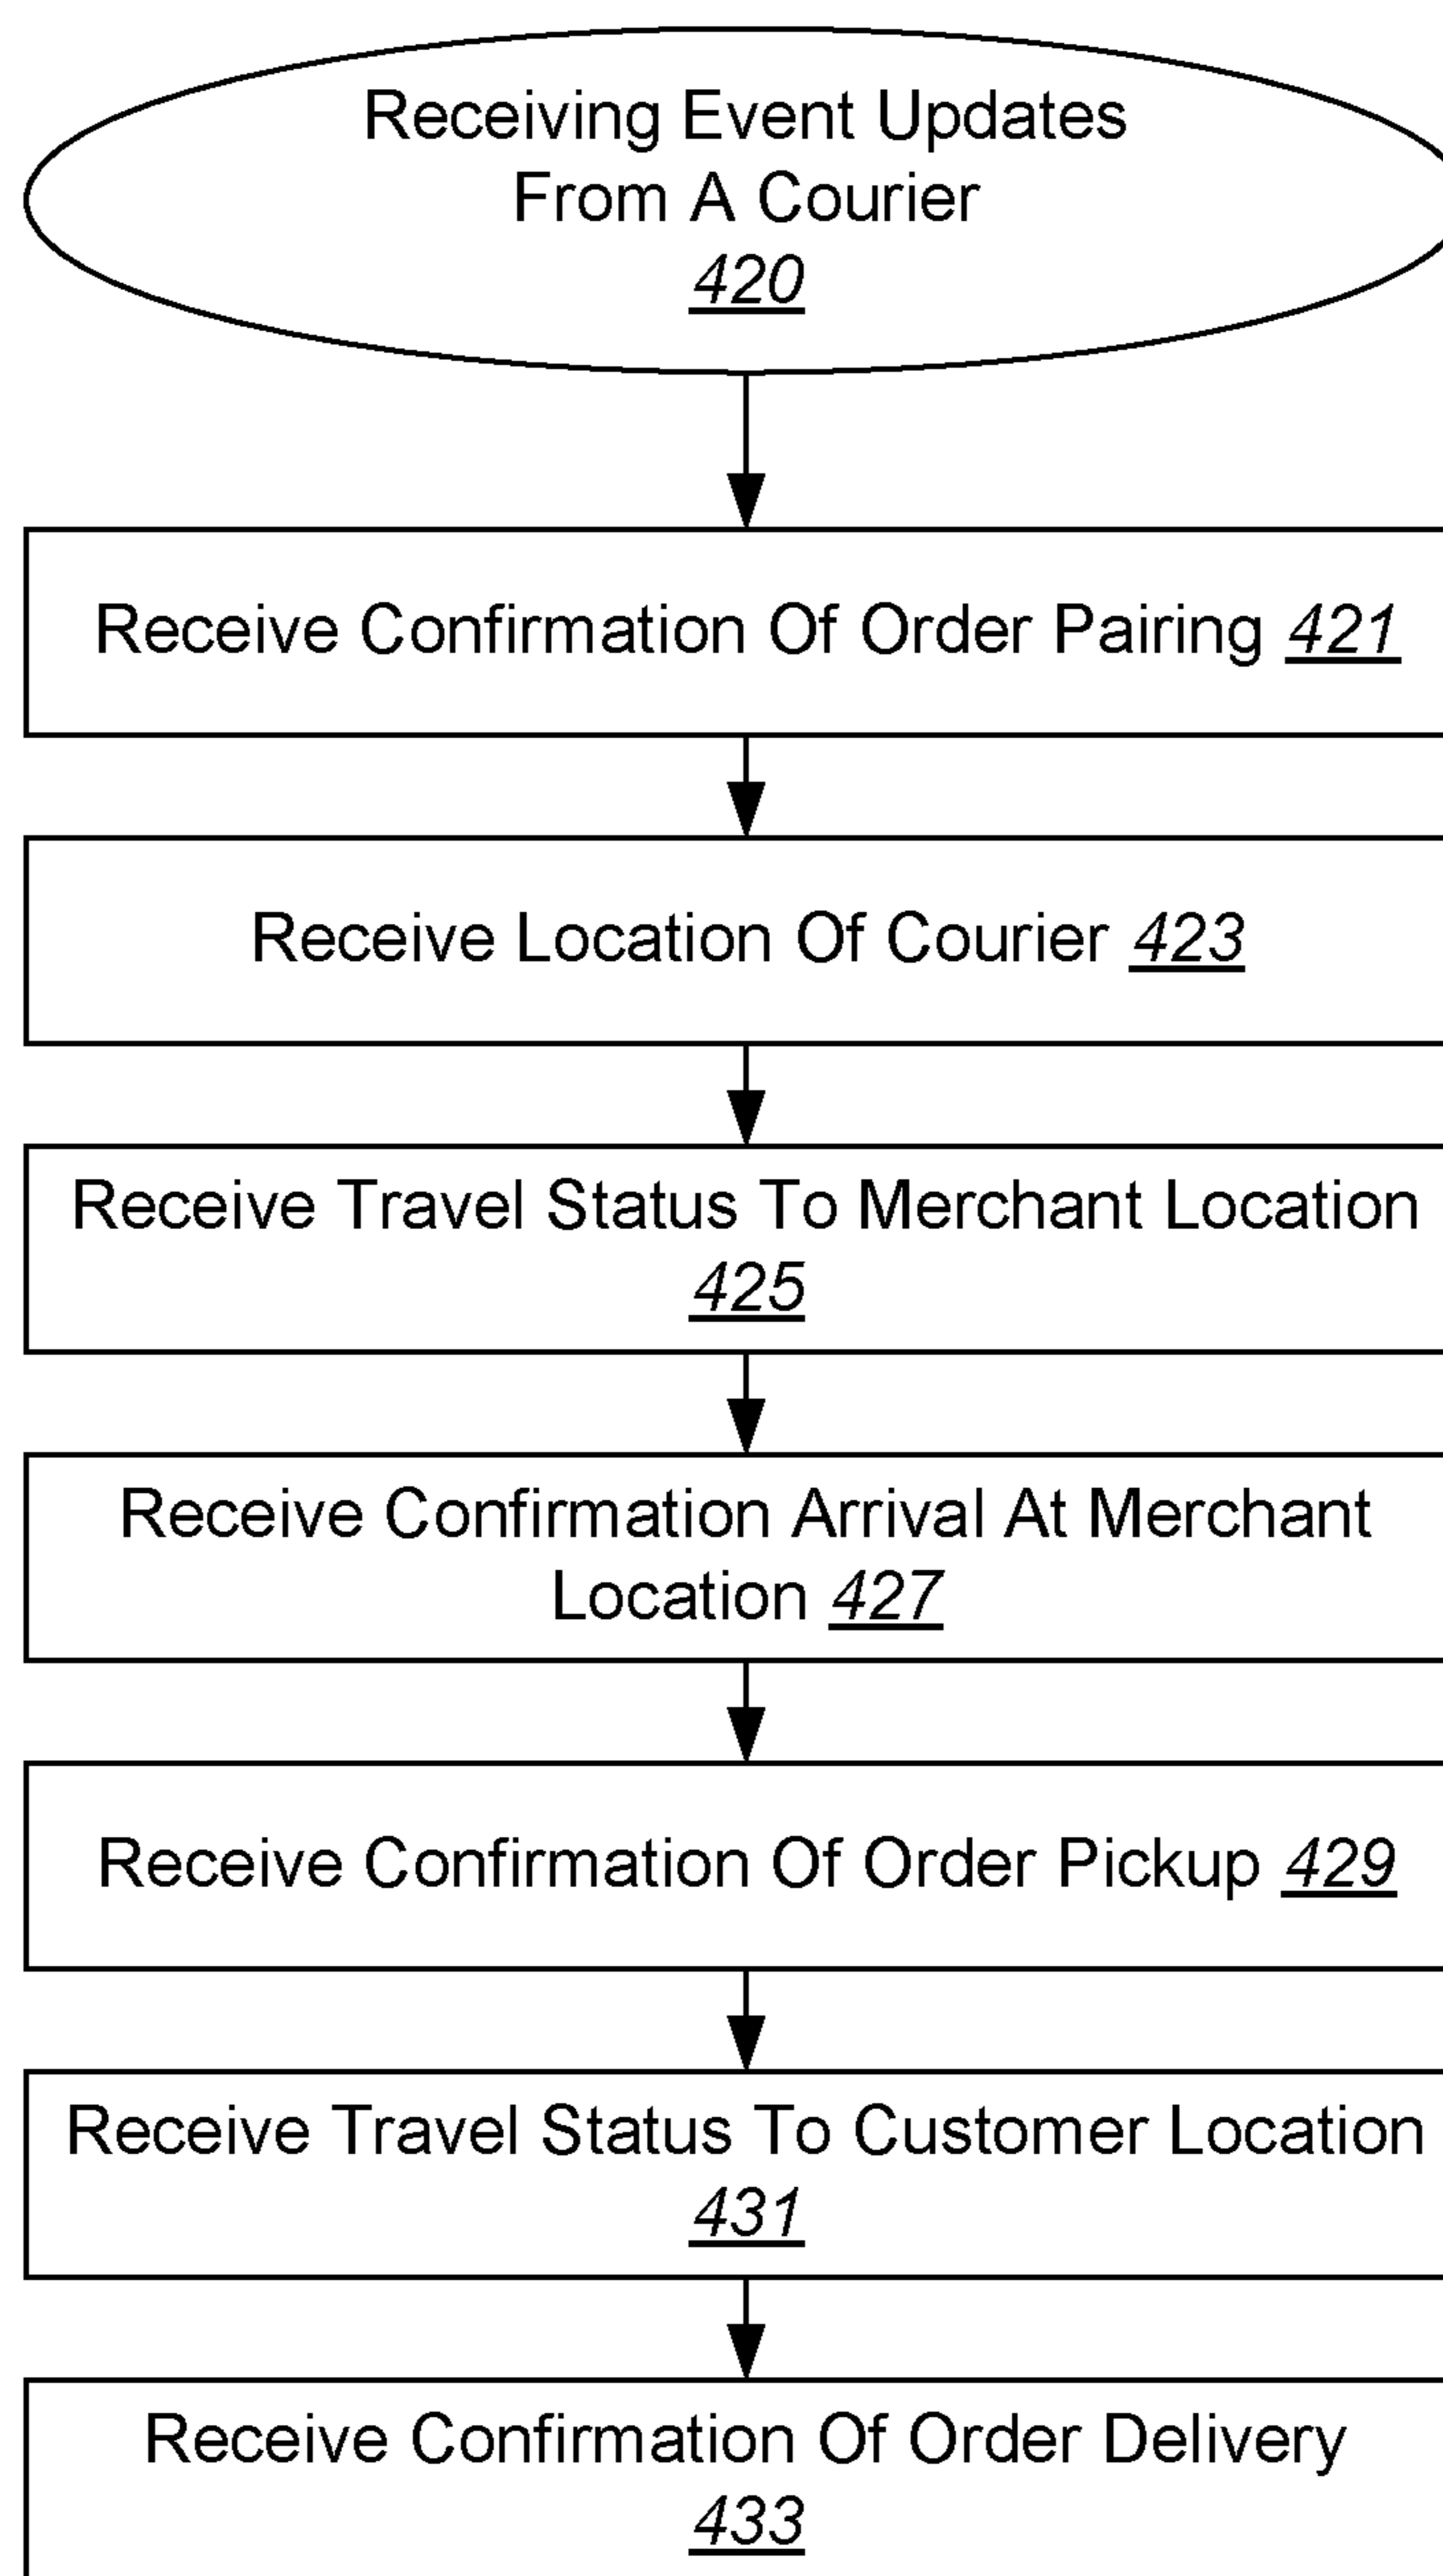 Receiving Event Updates
From A Courier
420
Receive Confirmation Of Order Pairing 421
Receive Location Of Courier 423
Receive Travel Status To Merchant Location
425
Receive Confirmation Arrival At Merchant
Location 427
Receive Confirmation Of Order Pickup 429
Receive Travel Status To Customer Location
431
Receive Confirmation Of Order Delivery
433